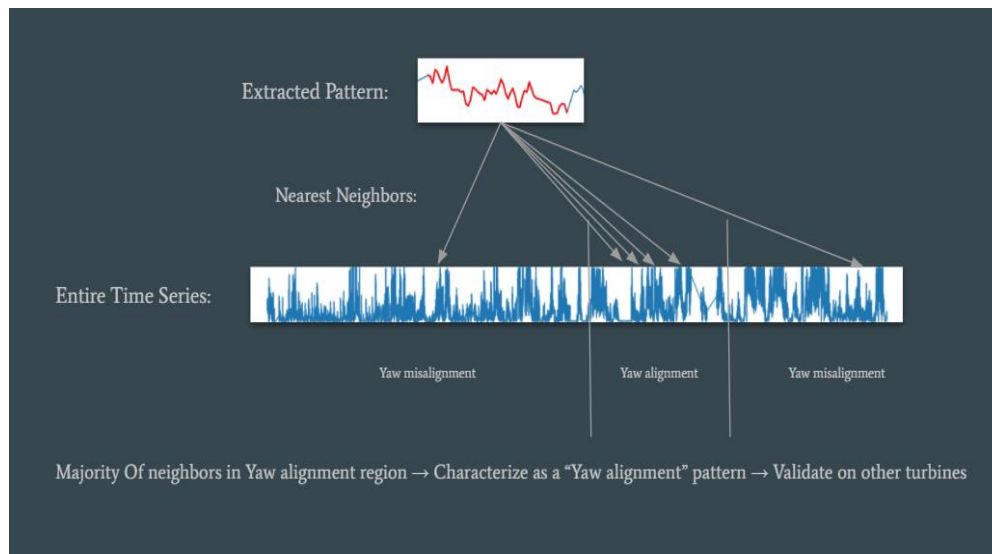 Extracted Pattern:
Nearest Neighbors:
Entire Time Series:
Yaw misalignment
Yaw alignment
Yaw misalignment
Majority Of neighbors in Yaw alignment region → Characterize as a “Yaw alignment” pattern → Validate on other turbines